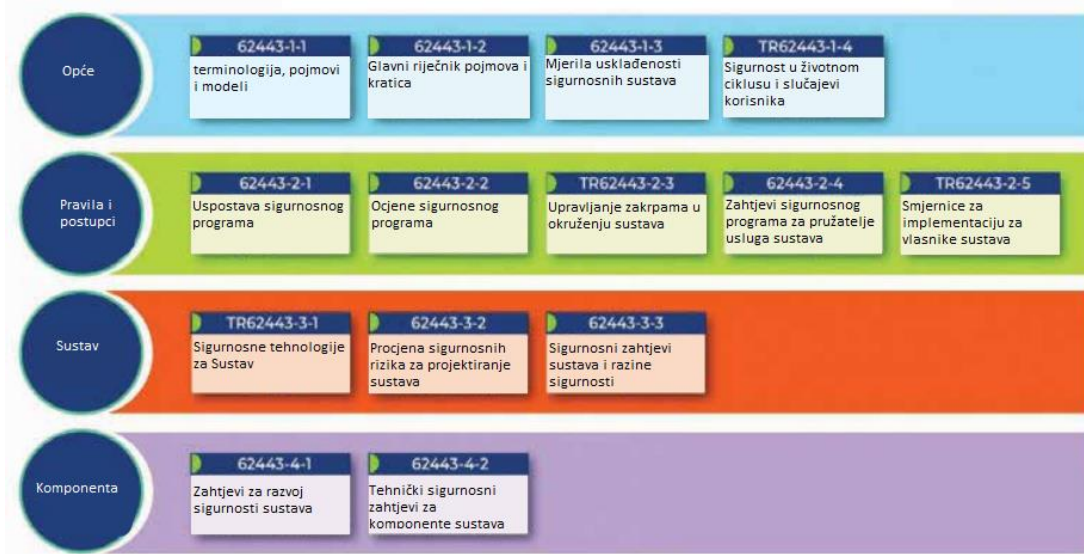 Opće
62443-1-1
terminologija, pojmovi
i modeli
62443-1-2
Glavni riječnik pojmova i
kratica
62443-1-3
Mjerila usklađenosti
sigurnosnih sustava
TR62443-1-4
Sigurnost u životnom
ciklusu i slučajevi
korisnika
Pravila i
postupci
62443-2-1
Uspostava sigurnosnog
programa
62443-2-2
Ocjene sigurnosnog
programa
TR62443-2-3
Upravljanje zakrpama u
okruženju sustava
62443-2-4
Zahtjevi sigurnosnog
programa za pružatelje
usluga sustava
TR62443-2-5
Smjernice za
implementaciju za
vlasnike sustava
Sustav
TR62443-3-1
Sigurnosne tehnologije
za Sustav
62443-3-2
Procjena sigurnosnih
rizika za projektiranje
sustava
62443-3-3
Sigurnosni zahtjevi
sustava i razine
sigurnosti
Komponenta
62443-4-1
Zahtjevi za razvoj
sigurnosti sustava
62443-4-2
Tehnički sigurnosni
zahtjevi za
komponente sustava